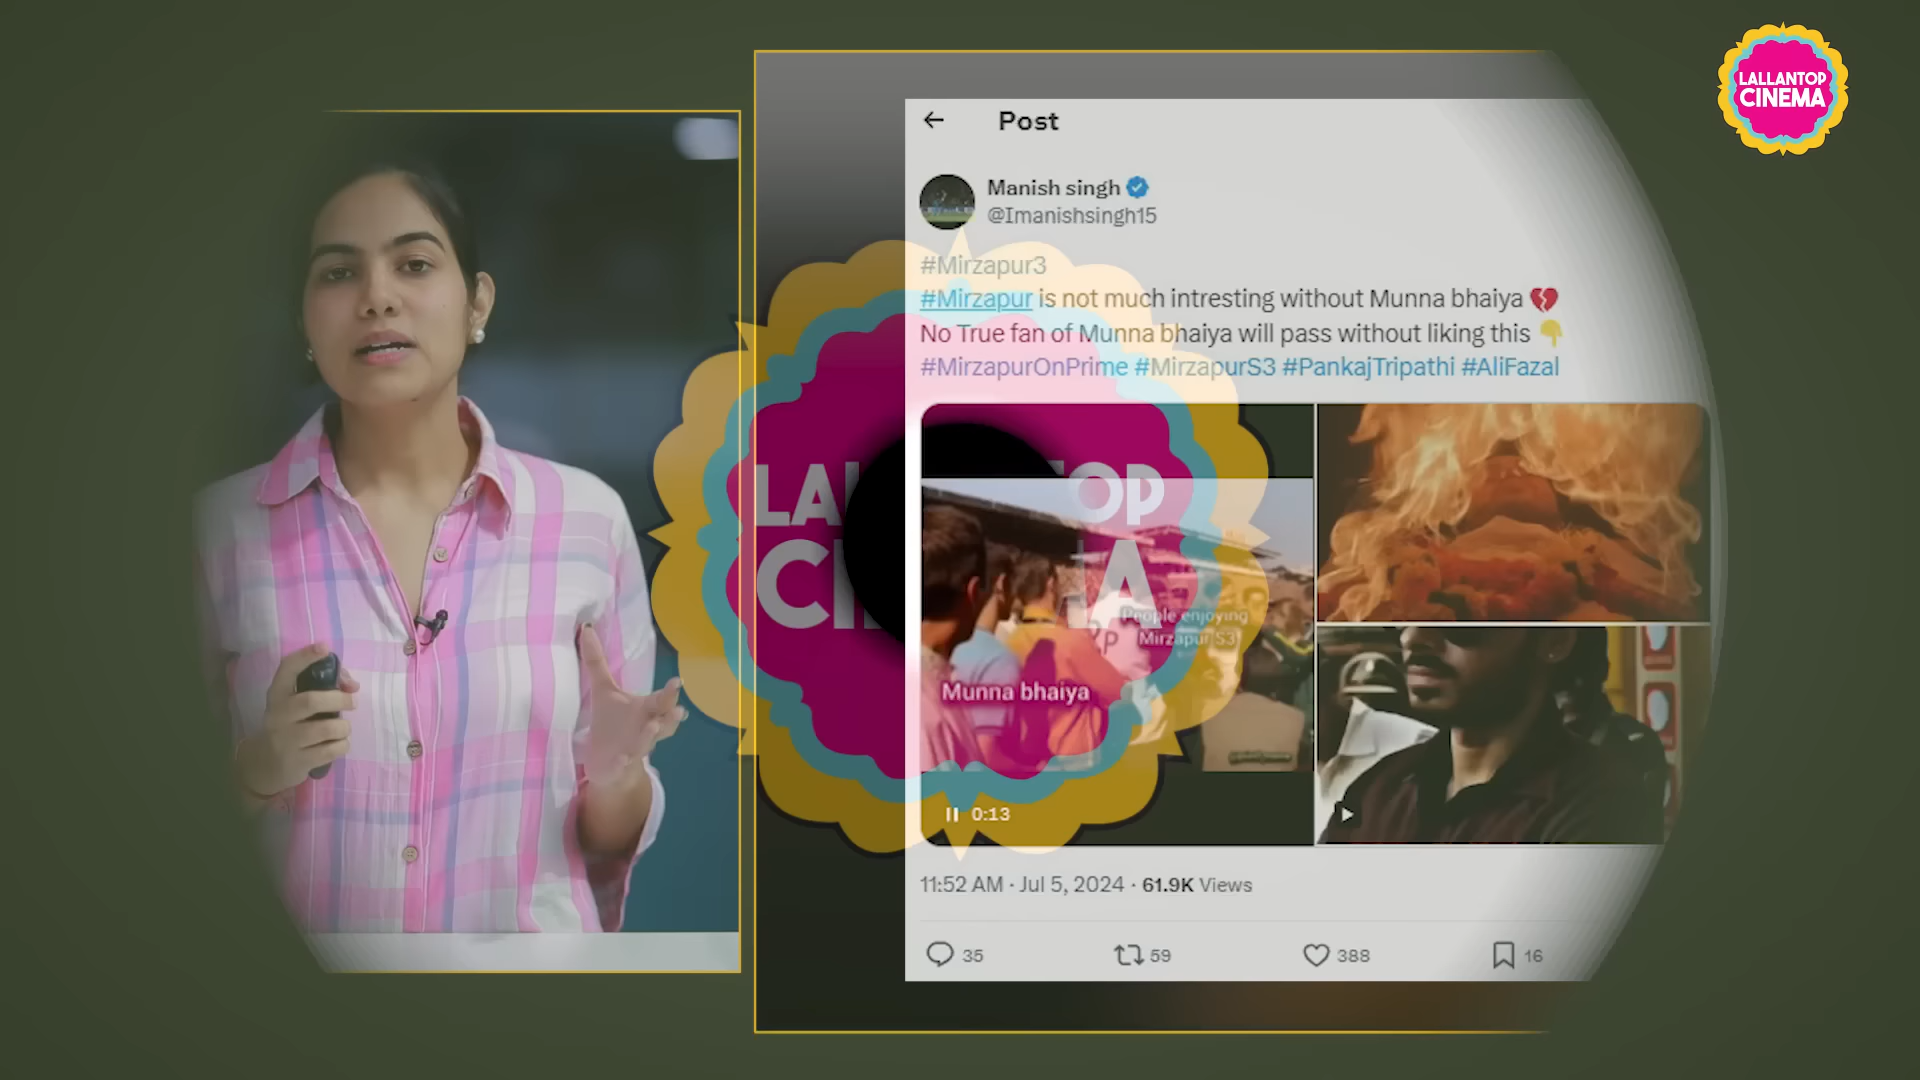 LALLANTOP
CINEMA
Post
Manish singh
@Imanishsingh15
#Mirzapur3
#Mirzapur is not much intresting without Munna bhaiya 💔
No True fan of Munna bhaiya will pass without liking this 👇
#MirzapurOnPrime #MirzapurS3 #PankajTripathi #AliFazal
People enjoying
Mirzapur S3
Munna bhaiya
0:13
11:52 AM · Jul 5, 2024 · 61.9K Views
35 59 388 16